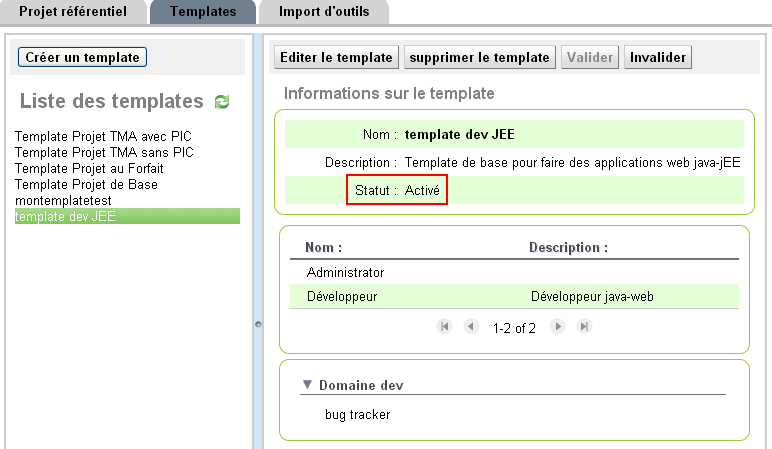 Projet référentiel Templates Import d'outils
Créer un template
Liste des templates
Template Projet TMA avec PIC
Template Projet TMA sans PIC
Template Projet au Forfait
Template Projet de Base
montemplatetest
template dev JEE
Editer le template supprimer le template Valider Invalider
Informations sur le template
Nom : template dev JEE
Description : Template de base pour faire des applications web java-jEE
Statut : Activé
Nom : Description :
Administrator
Développeur Développeur java-web
1-2 of 2
Domaine dev
bug tracker